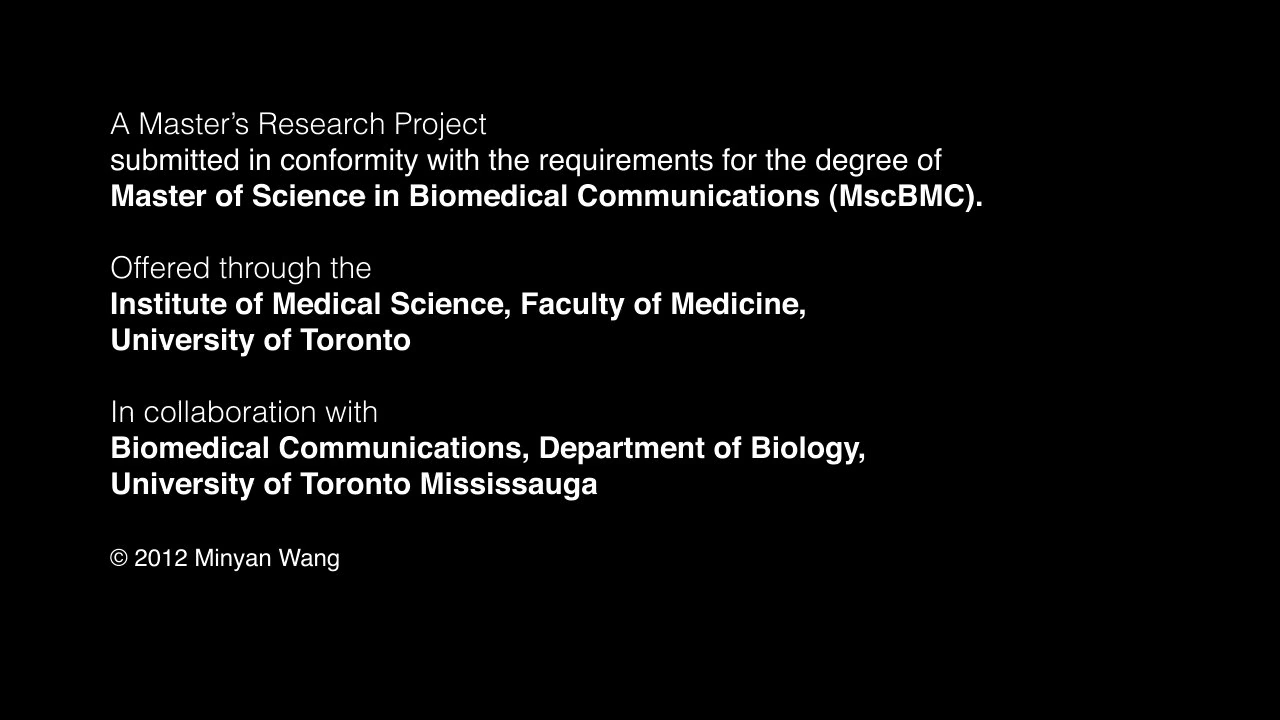 A Master’s Research Project
submitted in conformity with the requirements for the degree of
Master of Science in Biomedical Communications (MscBMC).
Offered through the
Institute of Medical Science, Faculty of Medicine,
University of Toronto
In collaboration with
Biomedical Communications, Department of Biology,
University of Toronto Mississauga
© 2012 Minyan Wang